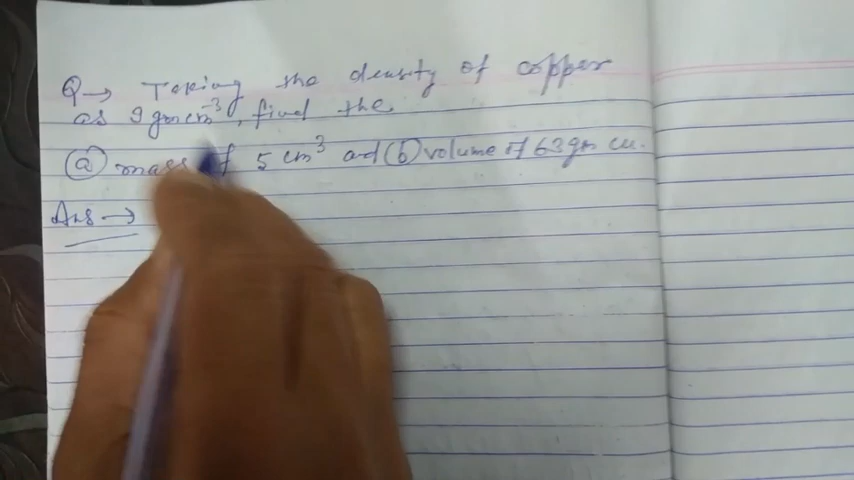 Q→ Taking the density of copper
as 9 gm cm⁻³, find the
(a) mass of 5 cm³ and (b) volume of 63 gm cu.
Ans →